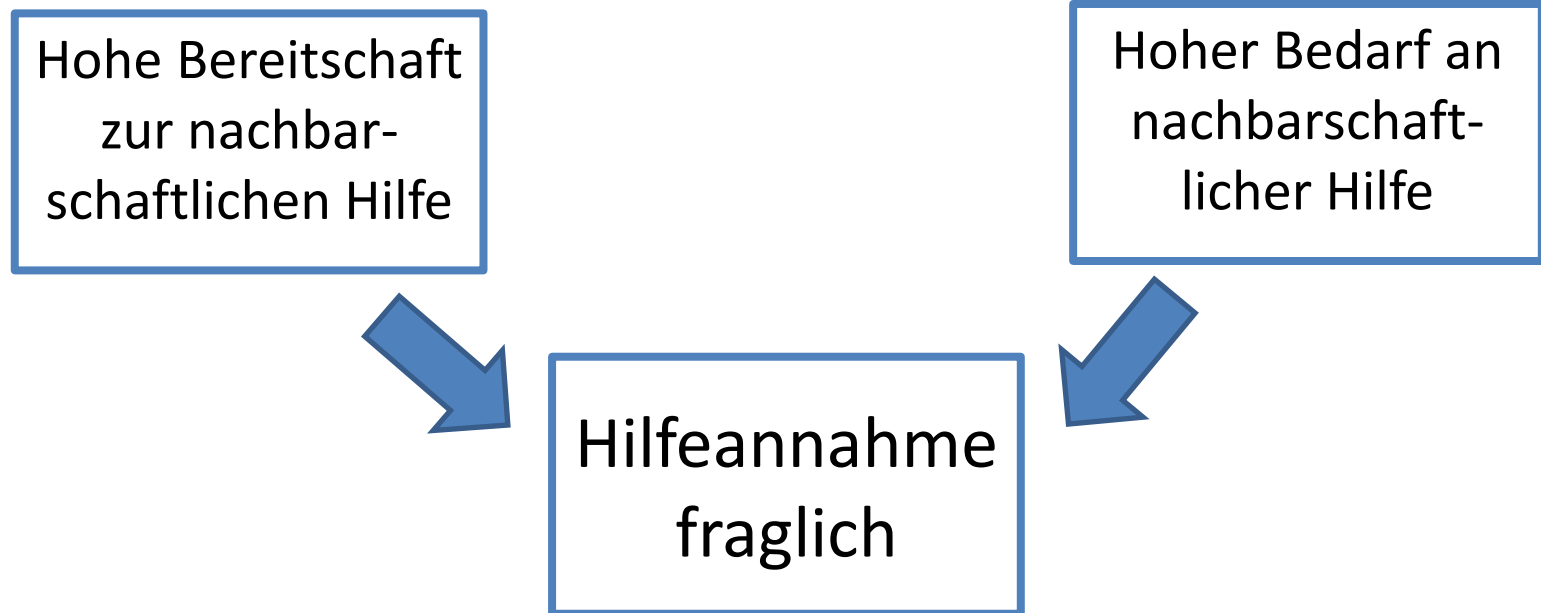 Hohe Bereitschaft
zur nachbar-
schaftlichen Hilfe
Hoher Bedarf an
nachbarschaft-
licher Hilfe
Hilfeannahme
fraglich